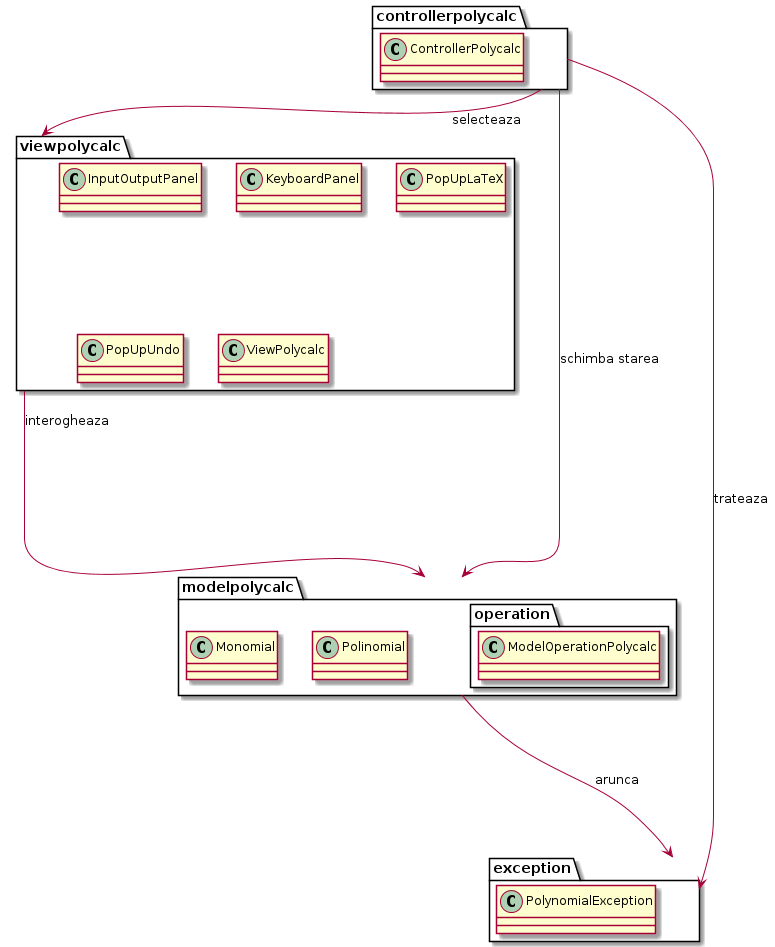 controllerpolycalc
C ControllerPolycalc
selecteaza
viewpolycalc
C InputOutputPanel
C KeyboardPanel
C PopUpLaTeX
C PopUpUndo
C ViewPolycalc
schimba starea
interogheaza
trateaza
modelpolycalc
operation
C Monomial
C Polinomial
C ModelOperationPolycalc
arunca
exception
C PolynomialException